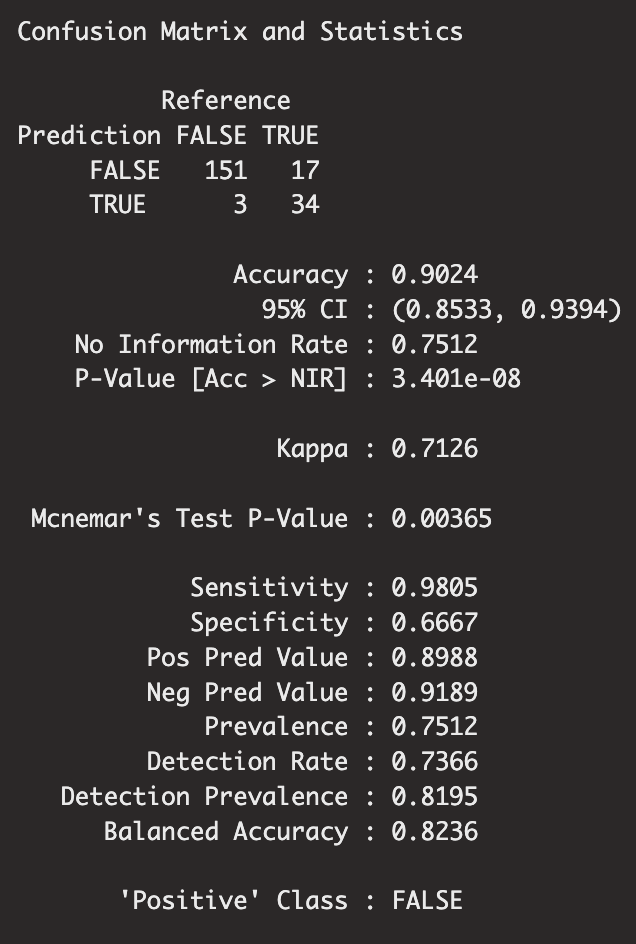 Confusion Matrix and Statistics
Reference
Prediction FALSE TRUE
FALSE 151 17
TRUE 3 34
Accuracy : 0.9024
95% CI : (0.8533, 0.9394)
No Information Rate : 0.7512
P-Value [Acc > NIR] : 3.401e-08
Kappa : 0.7126
Mcnemar's Test P-Value : 0.00365
Sensitivity : 0.9805
Specificity : 0.6667
Pos Pred Value : 0.8988
Neg Pred Value : 0.9189
Prevalence : 0.7512
Detection Rate : 0.7366
Detection Prevalence : 0.8195
Balanced Accuracy : 0.8236
'Positive' Class : FALSE